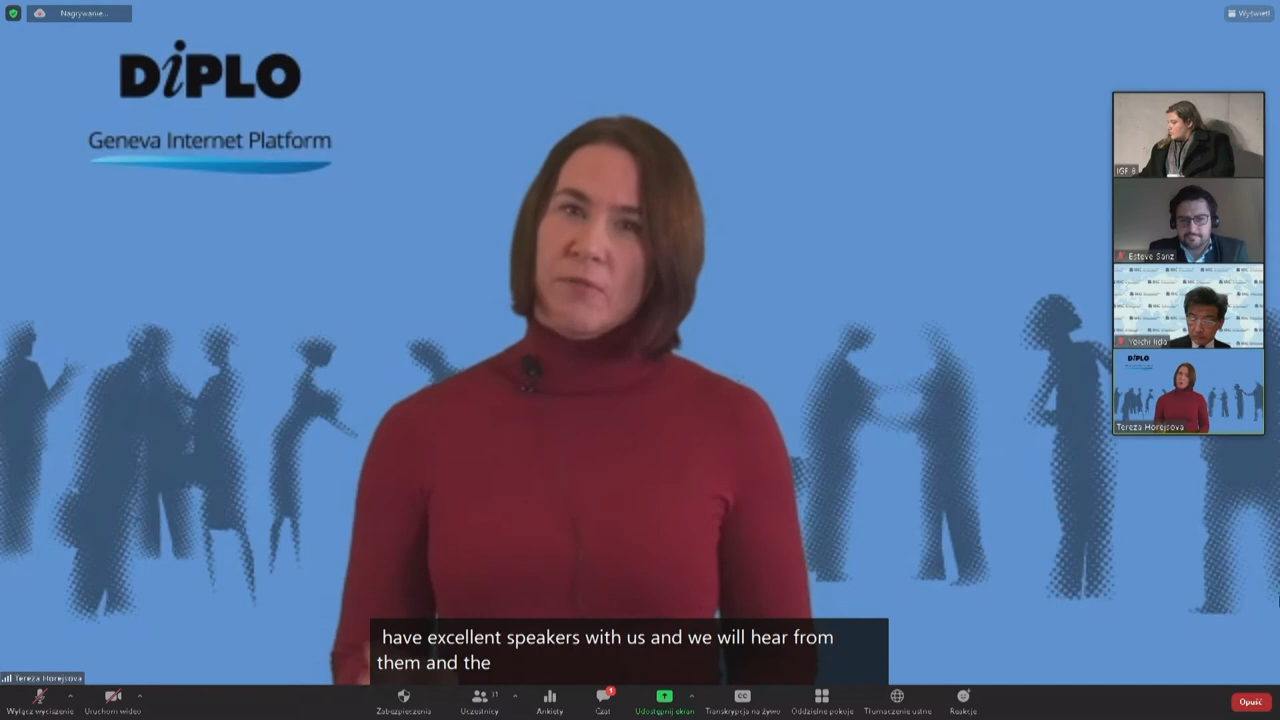 Nagrywanie...
Wyświetl
DiPLO
Geneva Internet Platform
IGF 8
Esteve Sanz
Yoichi Iida
DiPLO
Tereza Horejsova
have excellent speakers with us and we will hear from
them and the
Tereza Horejsova
Wyłącz wyciszenie
Uruchom wideo
Zabezpieczenia
Uczestnicy
31
Ankiety
Czat
1
Udostępnij ekran
CC
Transkrypcja na żywo
Oddzielne pokoje
Tłumaczenie ustne
Reakcje
Opuść